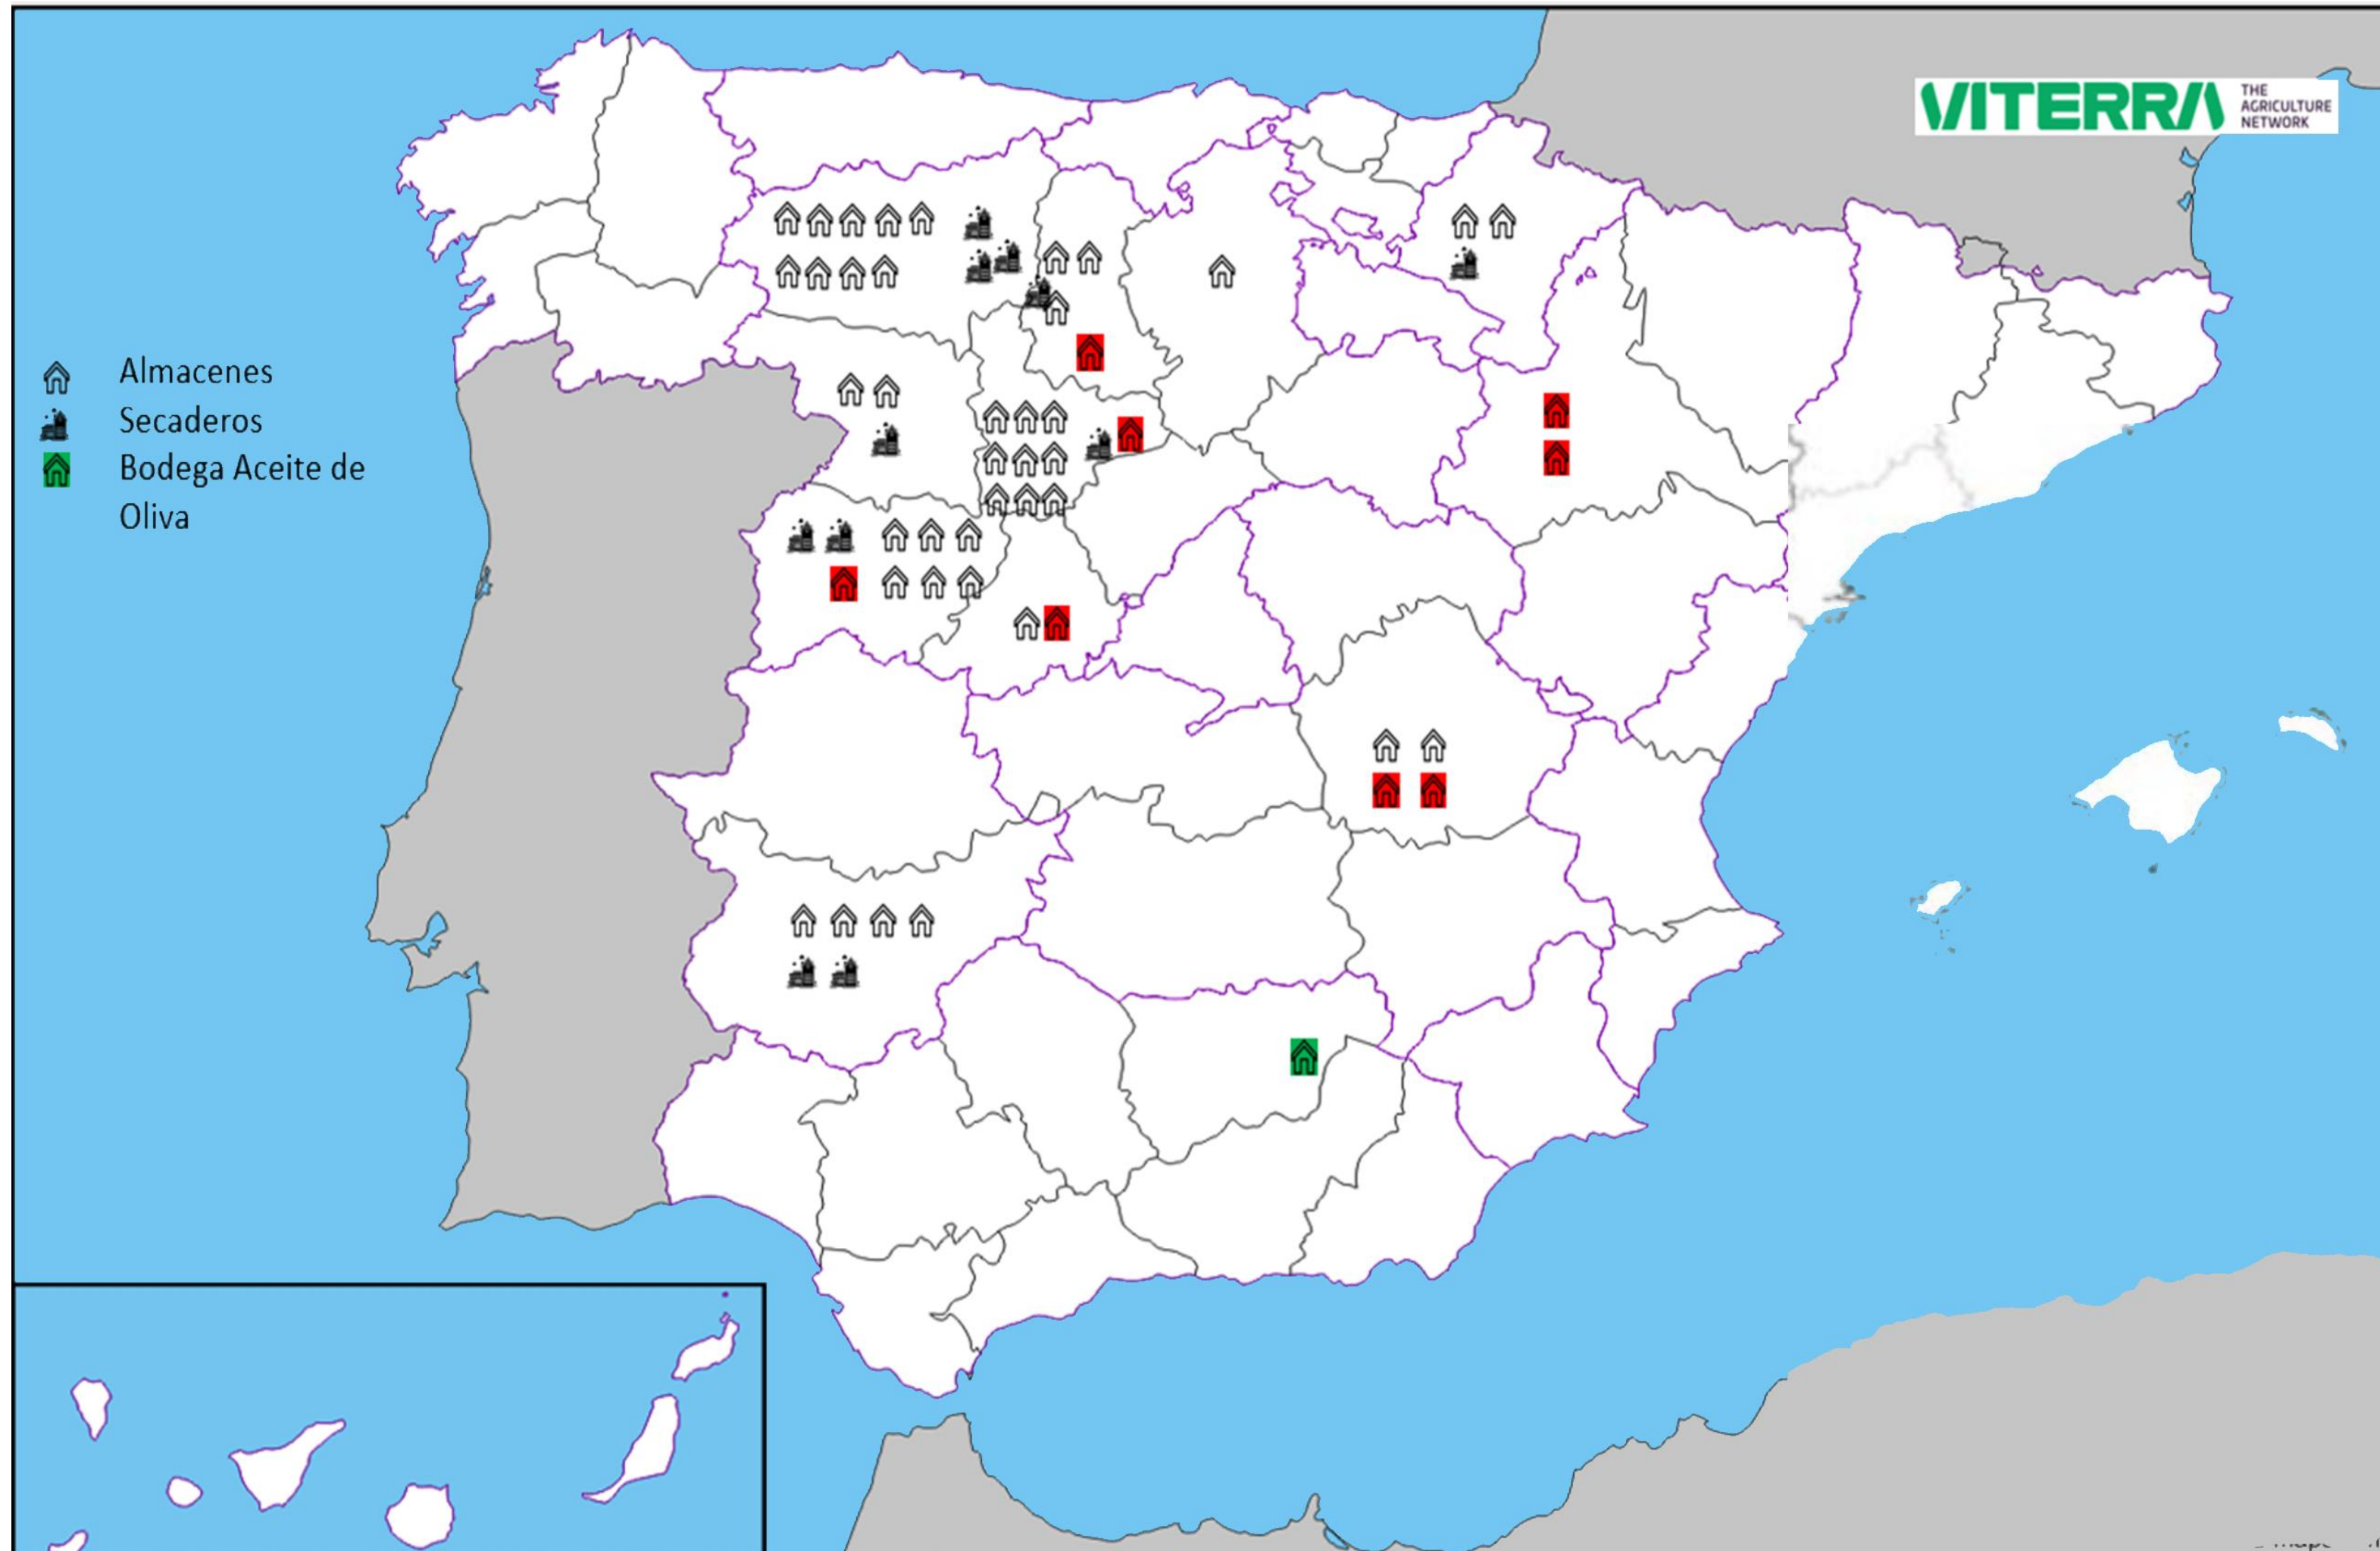 VITERRA
THE
AGRICULTURE
NETWORK
Almacenes
Secaderos
Bodega Aceite de
Oliva